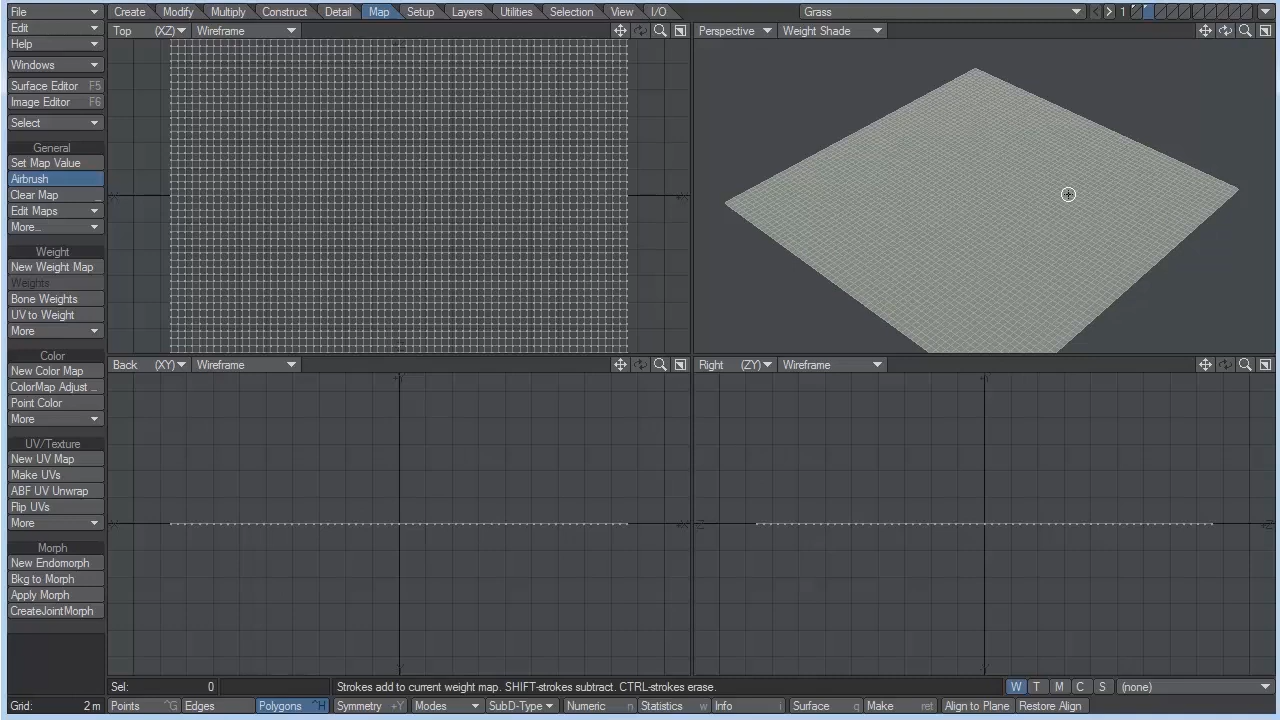 File Create Modify Multiply Construct Detail Map Setup Layers Utilities Selection View I/O Grass 1
Edit Top (XZ) Wireframe Perspective Weight Shade
Help
Windows
Surface Editor F5
Image Editor F6
Select
General
Set Map Value
Airbrush
Clear Map _
Edit Maps
More...
Weight
New Weight Map
Weights
Bone Weights
UV to Weight
More
Color
Back (XY) Wireframe Right (ZY) Wireframe
New Color Map
ColorMap Adjust ...
Point Color
More
UV/Texture
New UV Map
Make UVs
ABF UV Unwrap
Flip UVs
More
Morph
New Endomorph
Bkg to Morph
Apply Morph
CreateJointMorph
Sel: 0 Strokes add to current weight map. SHIFT-strokes subtract. CTRL-strokes erase. W T M C S (none)
Grid: 2 m Points ^G Edges Polygons ^H Symmetry +Y Modes SubD-Type Numeric n Statistics w Info i Surface q Make ret Align to Plane Restore Align